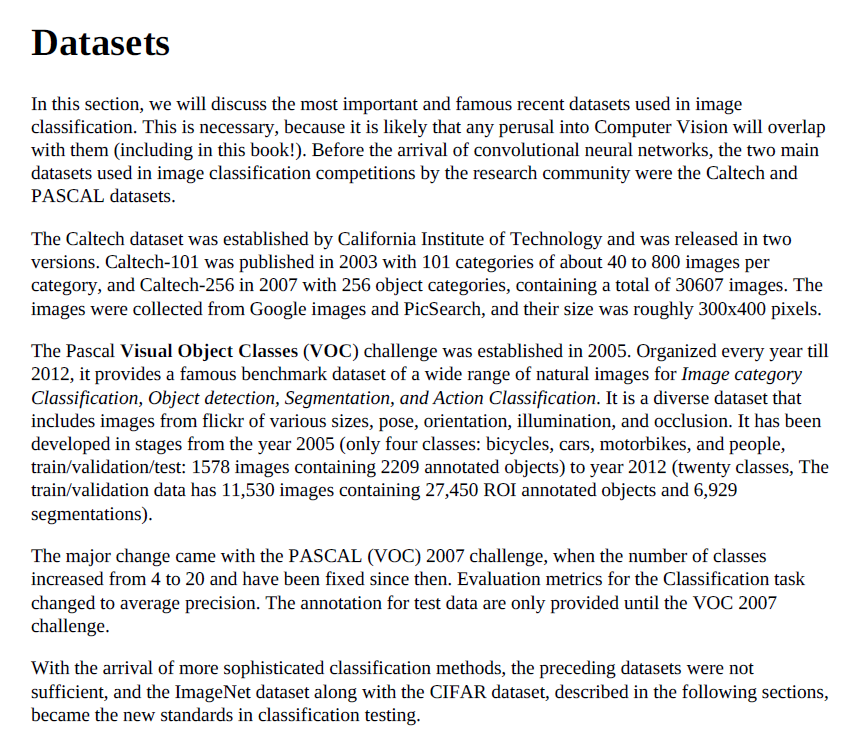 Datasets
In this section, we will discuss the most important and famous recent datasets used in image
classification. This is necessary, because it is likely that any perusal into Computer Vision will overlap
with them (including in this book!). Before the arrival of convolutional neural networks, the two main
datasets used in image classification competitions by the research community were the Caltech and
PASCAL datasets.
The Caltech dataset was established by California Institute of Technology and was released in two
versions. Caltech-101 was published in 2003 with 101 categories of about 40 to 800 images per
category, and Caltech-256 in 2007 with 256 object categories, containing a total of 30607 images. The
images were collected from Google images and PicSearch, and their size was roughly 300x400 pixels.
The Pascal Visual Object Classes (VOC) challenge was established in 2005. Organized every year till
2012, it provides a famous benchmark dataset of a wide range of natural images for Image category
Classification, Object detection, Segmentation, and Action Classification. It is a diverse dataset that
includes images from flickr of various sizes, pose, orientation, illumination, and occlusion. It has been
developed in stages from the year 2005 (only four classes: bicycles, cars, motorbikes, and people,
train/validation/test: 1578 images containing 2209 annotated objects) to year 2012 (twenty classes, The
train/validation data has 11,530 images containing 27,450 ROI annotated objects and 6,929
segmentations).
The major change came with the PASCAL (VOC) 2007 challenge, when the number of classes
increased from 4 to 20 and have been fixed since then. Evaluation metrics for the Classification task
changed to average precision. The annotation for test data are only provided until the VOC 2007
challenge.
With the arrival of more sophisticated classification methods, the preceding datasets were not
sufficient, and the ImageNet dataset along with the CIFAR dataset, described in the following sections,
became the new standards in classification testing.